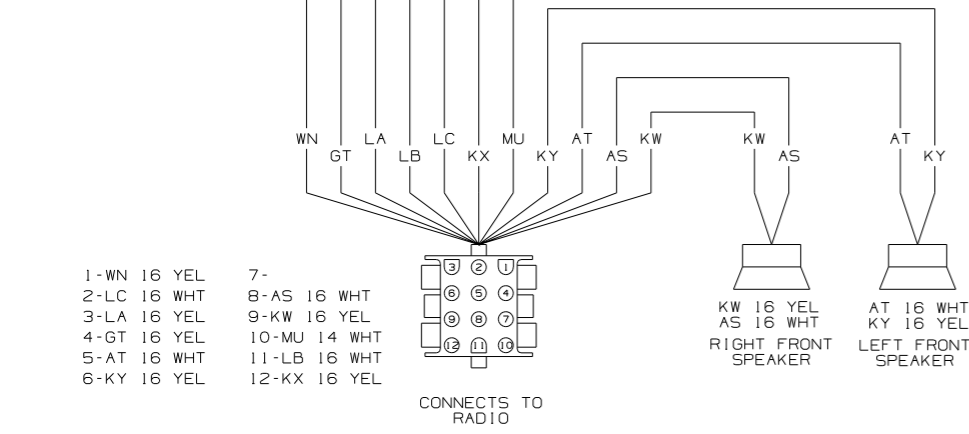 WN
GT
LA
LB
LC
KX
MU
KY
AT
AS
KW
KW
AS
AT
KY
1-WN 16 YEL
2-LC 16 WHT
3-LA 16 YEL
4-GT 16 YEL
5-AT 16 WHT
6-KY 16 YEL
7-
8-AS 16 WHT
9-KW 16 YEL
10-MU 14 WHT
11-LB 16 WHT
12-KX 16 YEL
3 2 1
6 5 4
9 8 7
12 11 10
CONNECTS TO
RADIO
KW 16 YEL
AS 16 WHT
RIGHT FRONT
SPEAKER
AT 16 WHT
KY 16 YEL
LEFT FRONT
SPEAKER